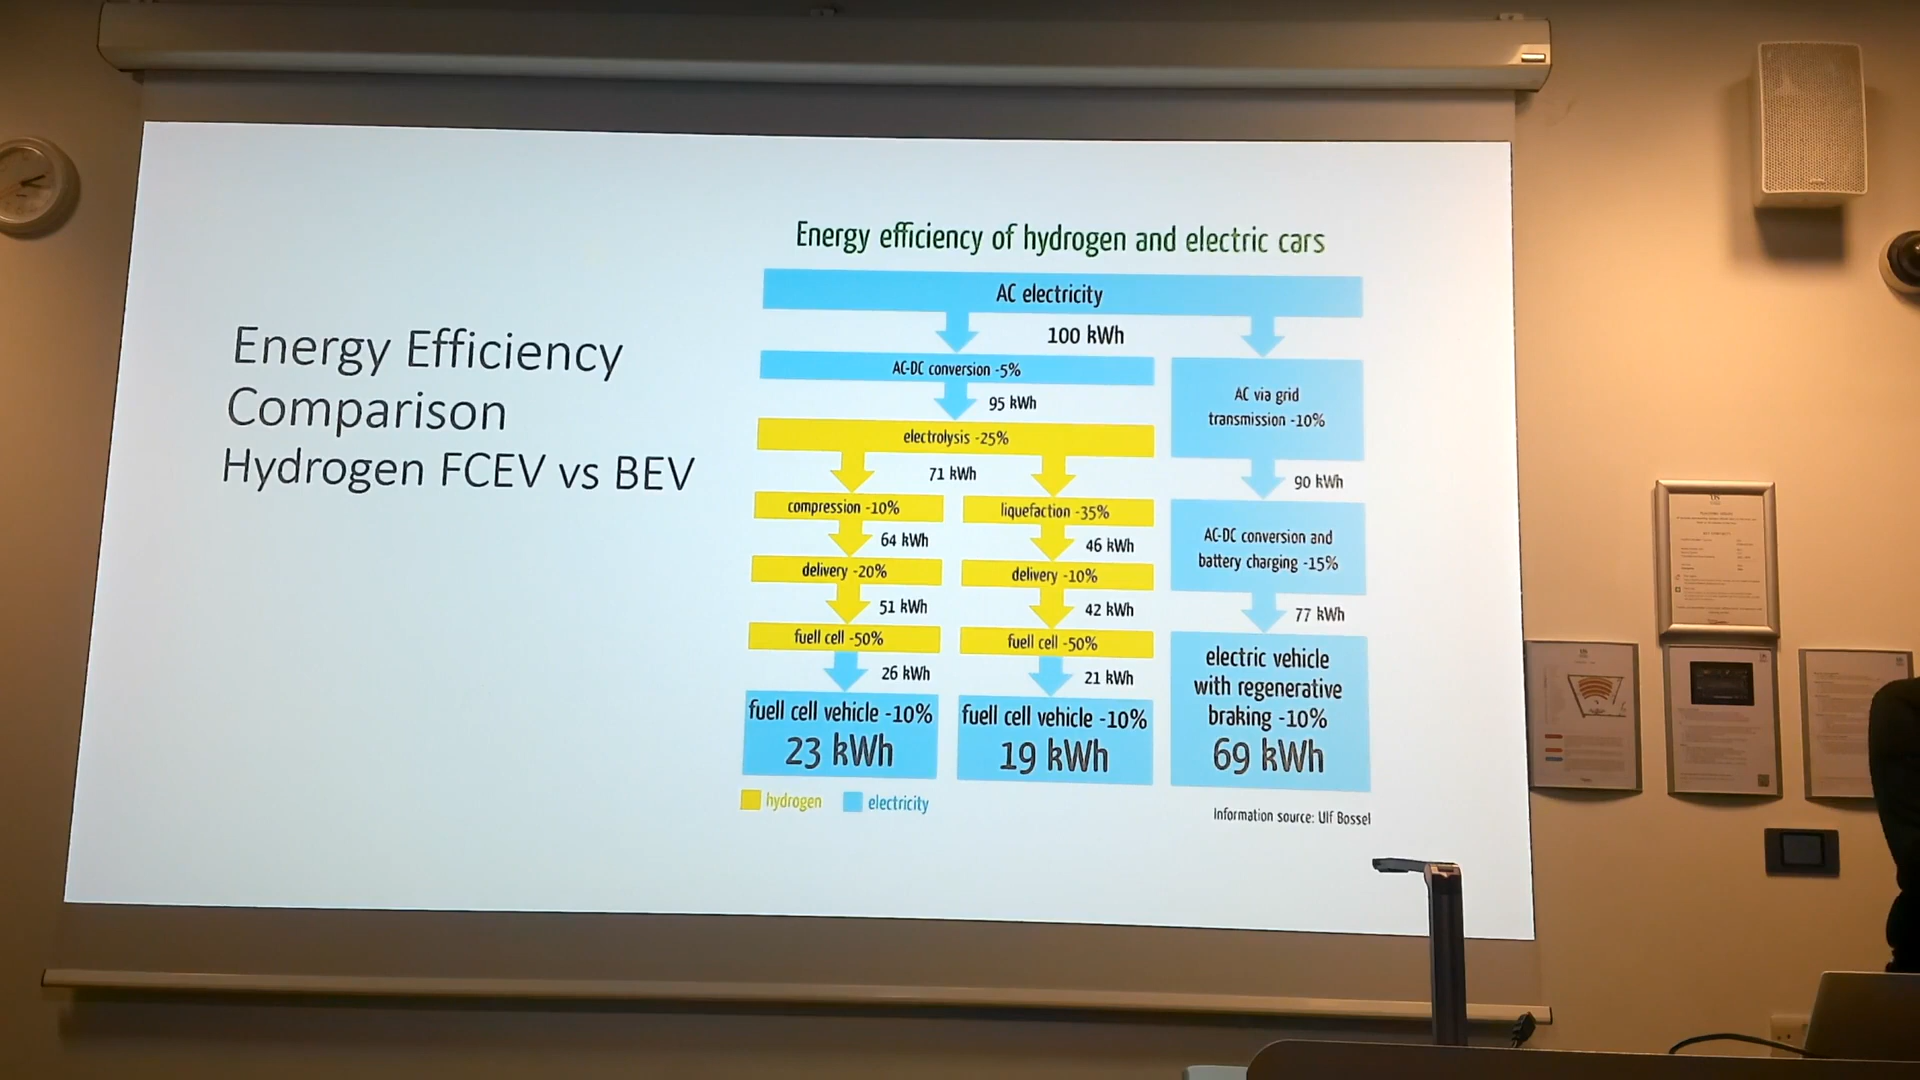 Energy Efficiency
Comparison
Hydrogen FCEV vs BEV
Energy efficiency of hydrogen and electric cars
AC electricity
100 kWh
AC-DC conversion -5%
95 kWh
electrolysis -25%
71 kWh
compression -10%
64 kWh
delivery -20%
51 kWh
fuell cell -50%
26 kWh
fuell cell vehicle -10%
23 kWh
liquefaction -35%
46 kWh
delivery -10%
42 kWh
fuell cell -50%
21 kWh
fuell cell vehicle -10%
19 kWh
AC via grid
transmission -10%
90 kWh
AC-DC conversion and
battery charging -15%
77 kWh
electric vehicle
with regenerative
braking -10%
69 kWh
hydrogen
electricity
Information source: Ulf Bossel